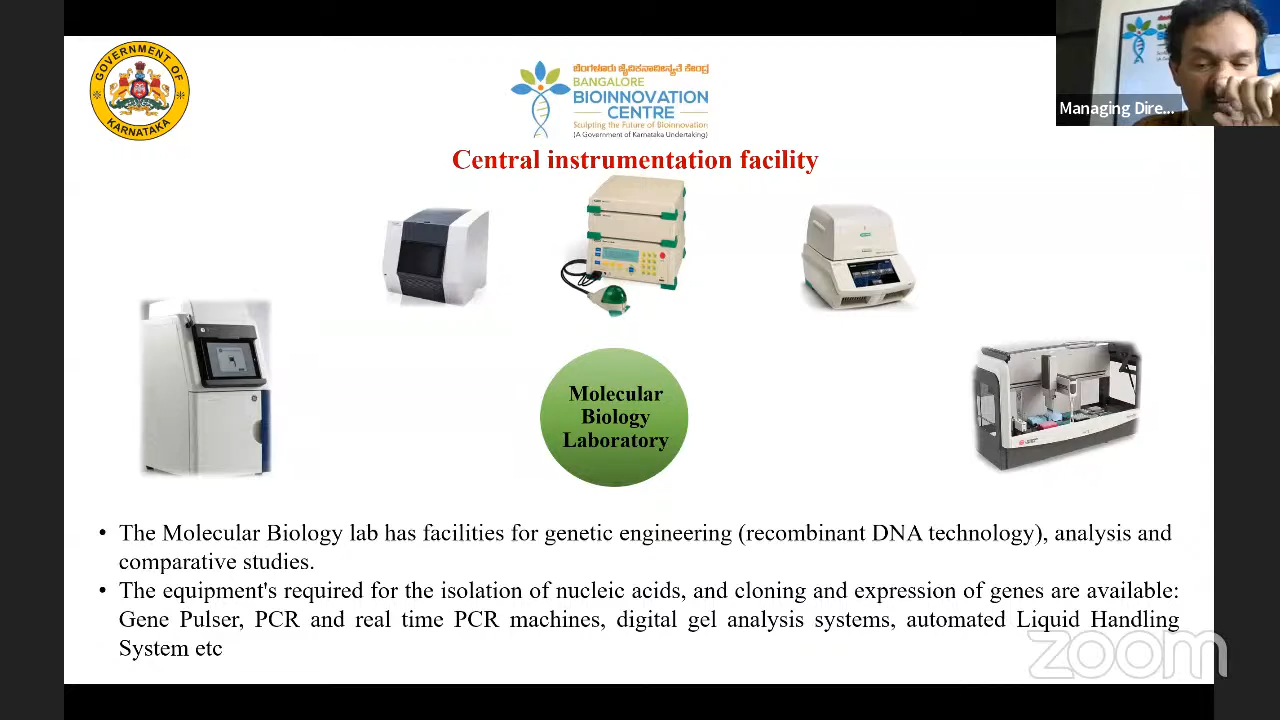 GOVERNMENT OF
KARNATAKA
ಬೆಂಗಳೂರು ಜೈವಿಕನಾವೀನ್ಯತೆ ಕೇಂದ್ರ
BANGALORE
BIOINNOVATION
CENTRE
Sculpting the Future of Bioinnovation
(A Government of Karnataka Undertaking)
Managing Dire...
Central instrumentation facility
Molecular
Biology
Laboratory
• The Molecular Biology lab has facilities for genetic engineering (recombinant DNA technology), analysis and
comparative studies.
• The equipment's required for the isolation of nucleic acids, and cloning and expression of genes are available:
Gene Pulser, PCR and real time PCR machines, digital gel analysis systems, automated Liquid Handling
System etc
zoom